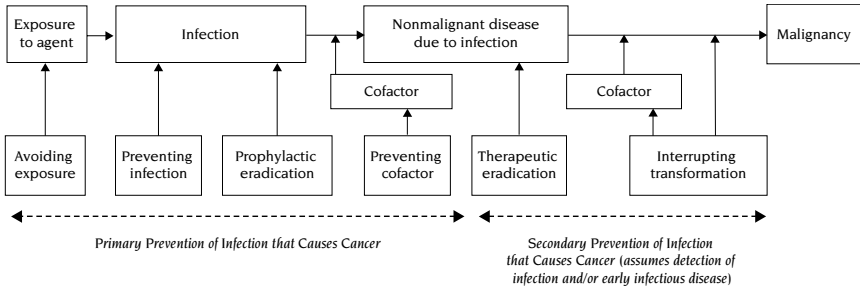 Exposure
to agent
Infection
Nonmalignant disease
due to infection
Malignancy
Cofactor
Cofactor
Avoiding
exposure
Preventing
infection
Prophylactic
eradication
Preventing
cofactor
Therapeutic
eradication
Interrupting
transformation
Primary Prevention of Infection that Causes Cancer
Secondary Prevention of Infection
that Causes Cancer (assumes detection of
infection and/or early infectious disease)